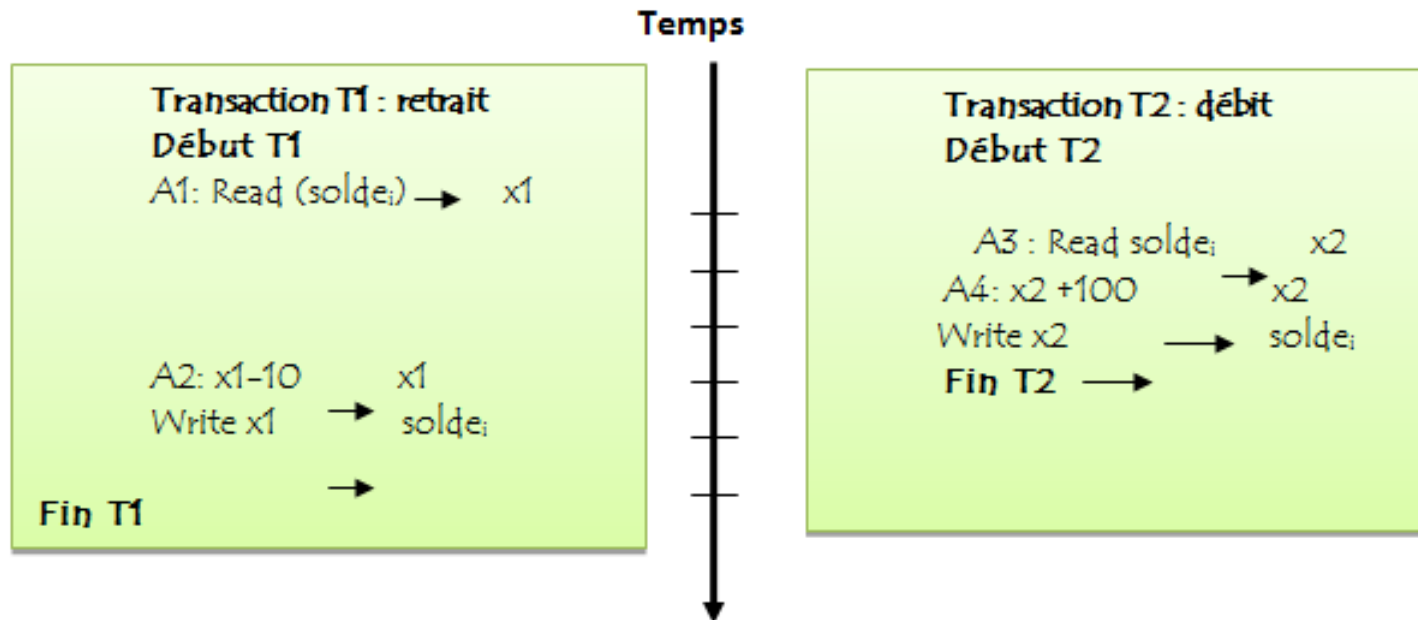 Temps
Transaction T1 : retrait
Début T1
A1: Read (soldeᵢ) → x1
A2: x1-10 → x1
Write x1 → soldeᵢ
Fin T1
Transaction T2 : débit
Début T2
A3 : Read soldeᵢ → x2
A4: x2 +100 → x2
Write x2 → soldeᵢ
Fin T2